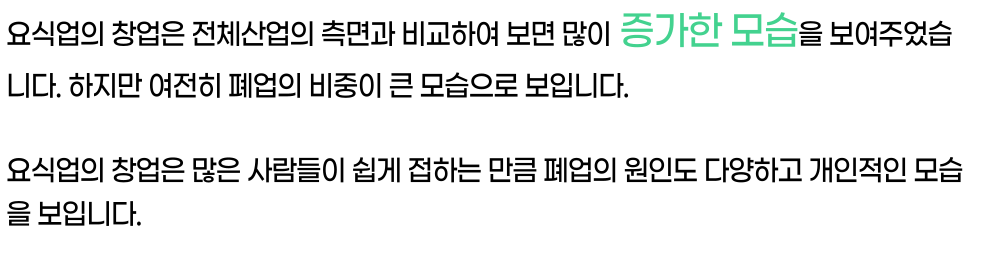 요식업의 창업은 전체산업의 측면과 비교하여 보면 많이 증가한 모습을 보여주었습
니다. 하지만 여전히 폐업의 비중이 큰 모습으로 보입니다.
요식업의 창업은 많은 사람들이 쉽게 접하는 만큼 폐업의 원인도 다양하고 개인적인 모습
을 보입니다.